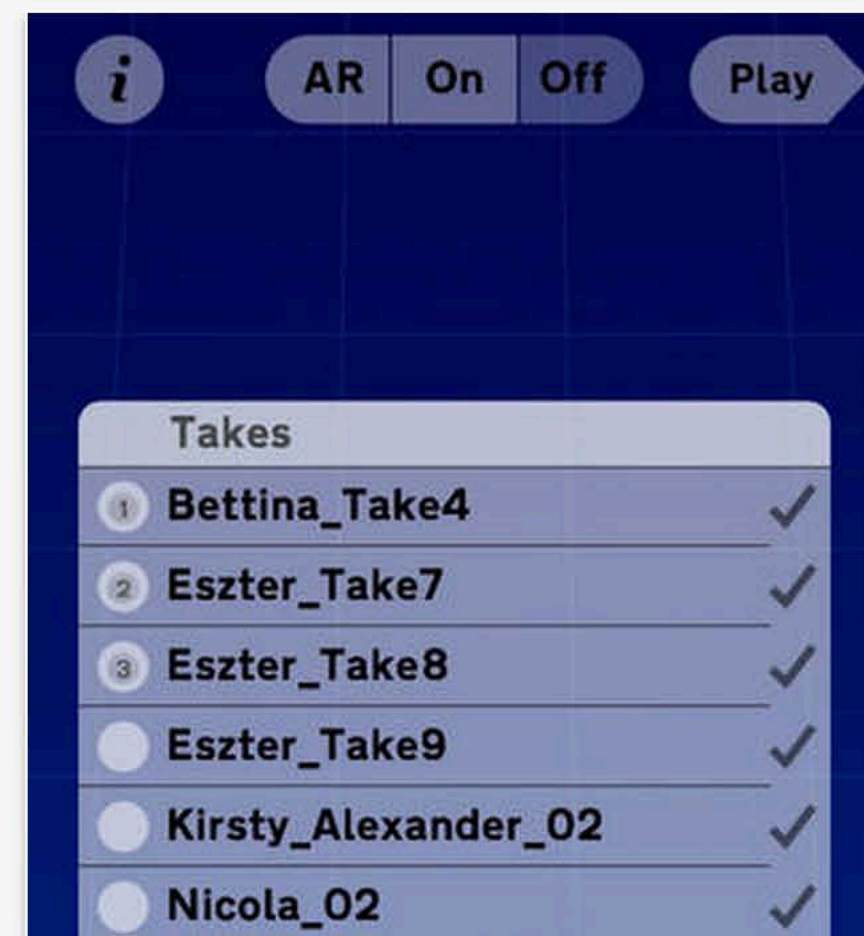 i AR On Off Play
Takes
1 Bettina_Take4
2 Eszter_Take7
3 Eszter_Take8
Eszter_Take9
Kirsty_Alexander_02
Nicola_02